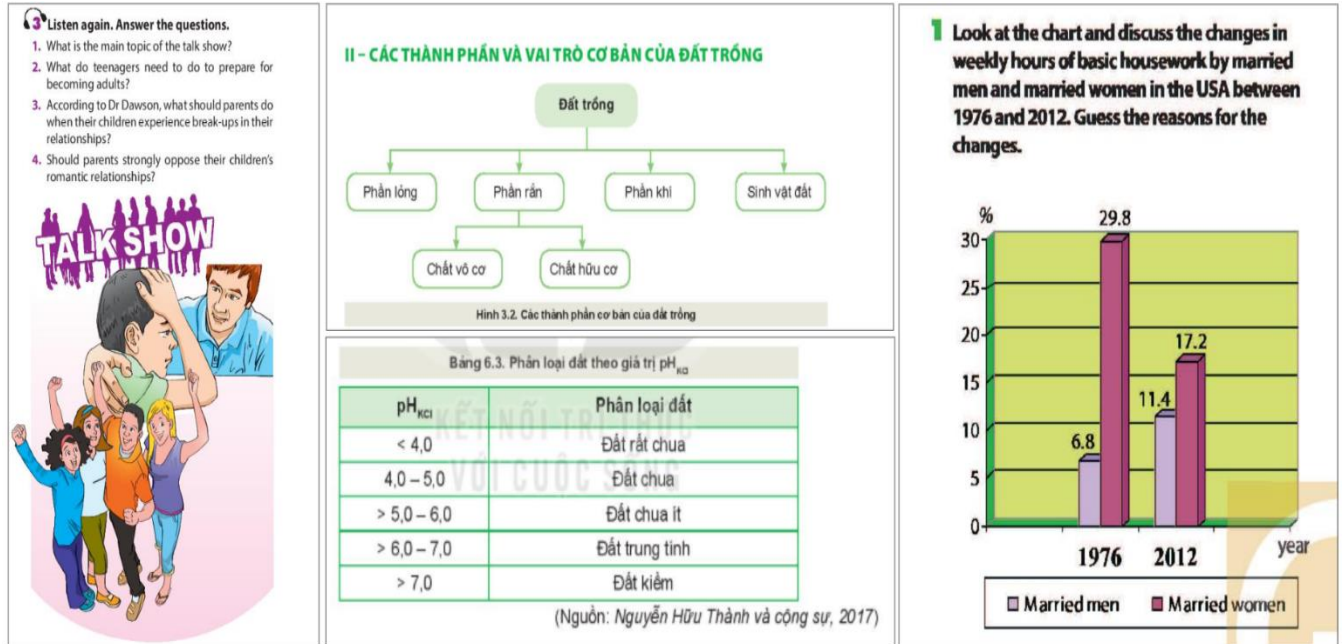 3 Listen again. Answer the questions.
1. What is the main topic of the talk show?
2. What do teenagers need to do to prepare for
becoming adults?
3. According to Dr Dawson, what should parents do
when their children experience break-ups in their
relationships?
4. Should parents strongly oppose their children's
romantic relationships?
TALK SHOW
II – CÁC THÀNH PHẦN VÀ VAI TRÒ CƠ BẢN CỦA ĐẤT TRỒNG
Đất trồng
Phần lỏng
Phần rắn
Phần khí
Sinh vật đất
Chất vô cơ
Chất hữu cơ
Hình 3.2. Các thành phần cơ bản của đất trồng
Bảng 6.3. Phân loại đất theo giá trị pH KCl
pH KCl Phân loại đất
< 4,0 Đất rất chua
4,0 – 5,0 Đất chua
> 5,0 – 6,0 Đất chua ít
> 6,0 – 7,0 Đất trung tính
> 7,0 Đất kiềm
KẾT NỐI TRI THỨC
VỚI CUỘC SỐNG
(Nguồn: Nguyễn Hữu Thành và cộng sự, 2017)
1 Look at the chart and discuss the changes in
weekly hours of basic housework by married
men and married women in the USA between
1976 and 2012. Guess the reasons for the
changes.
%
29.8
30
25
20
17.2
15
11.4
10
6.8
5
0
1976 2012 year
Married men Married women